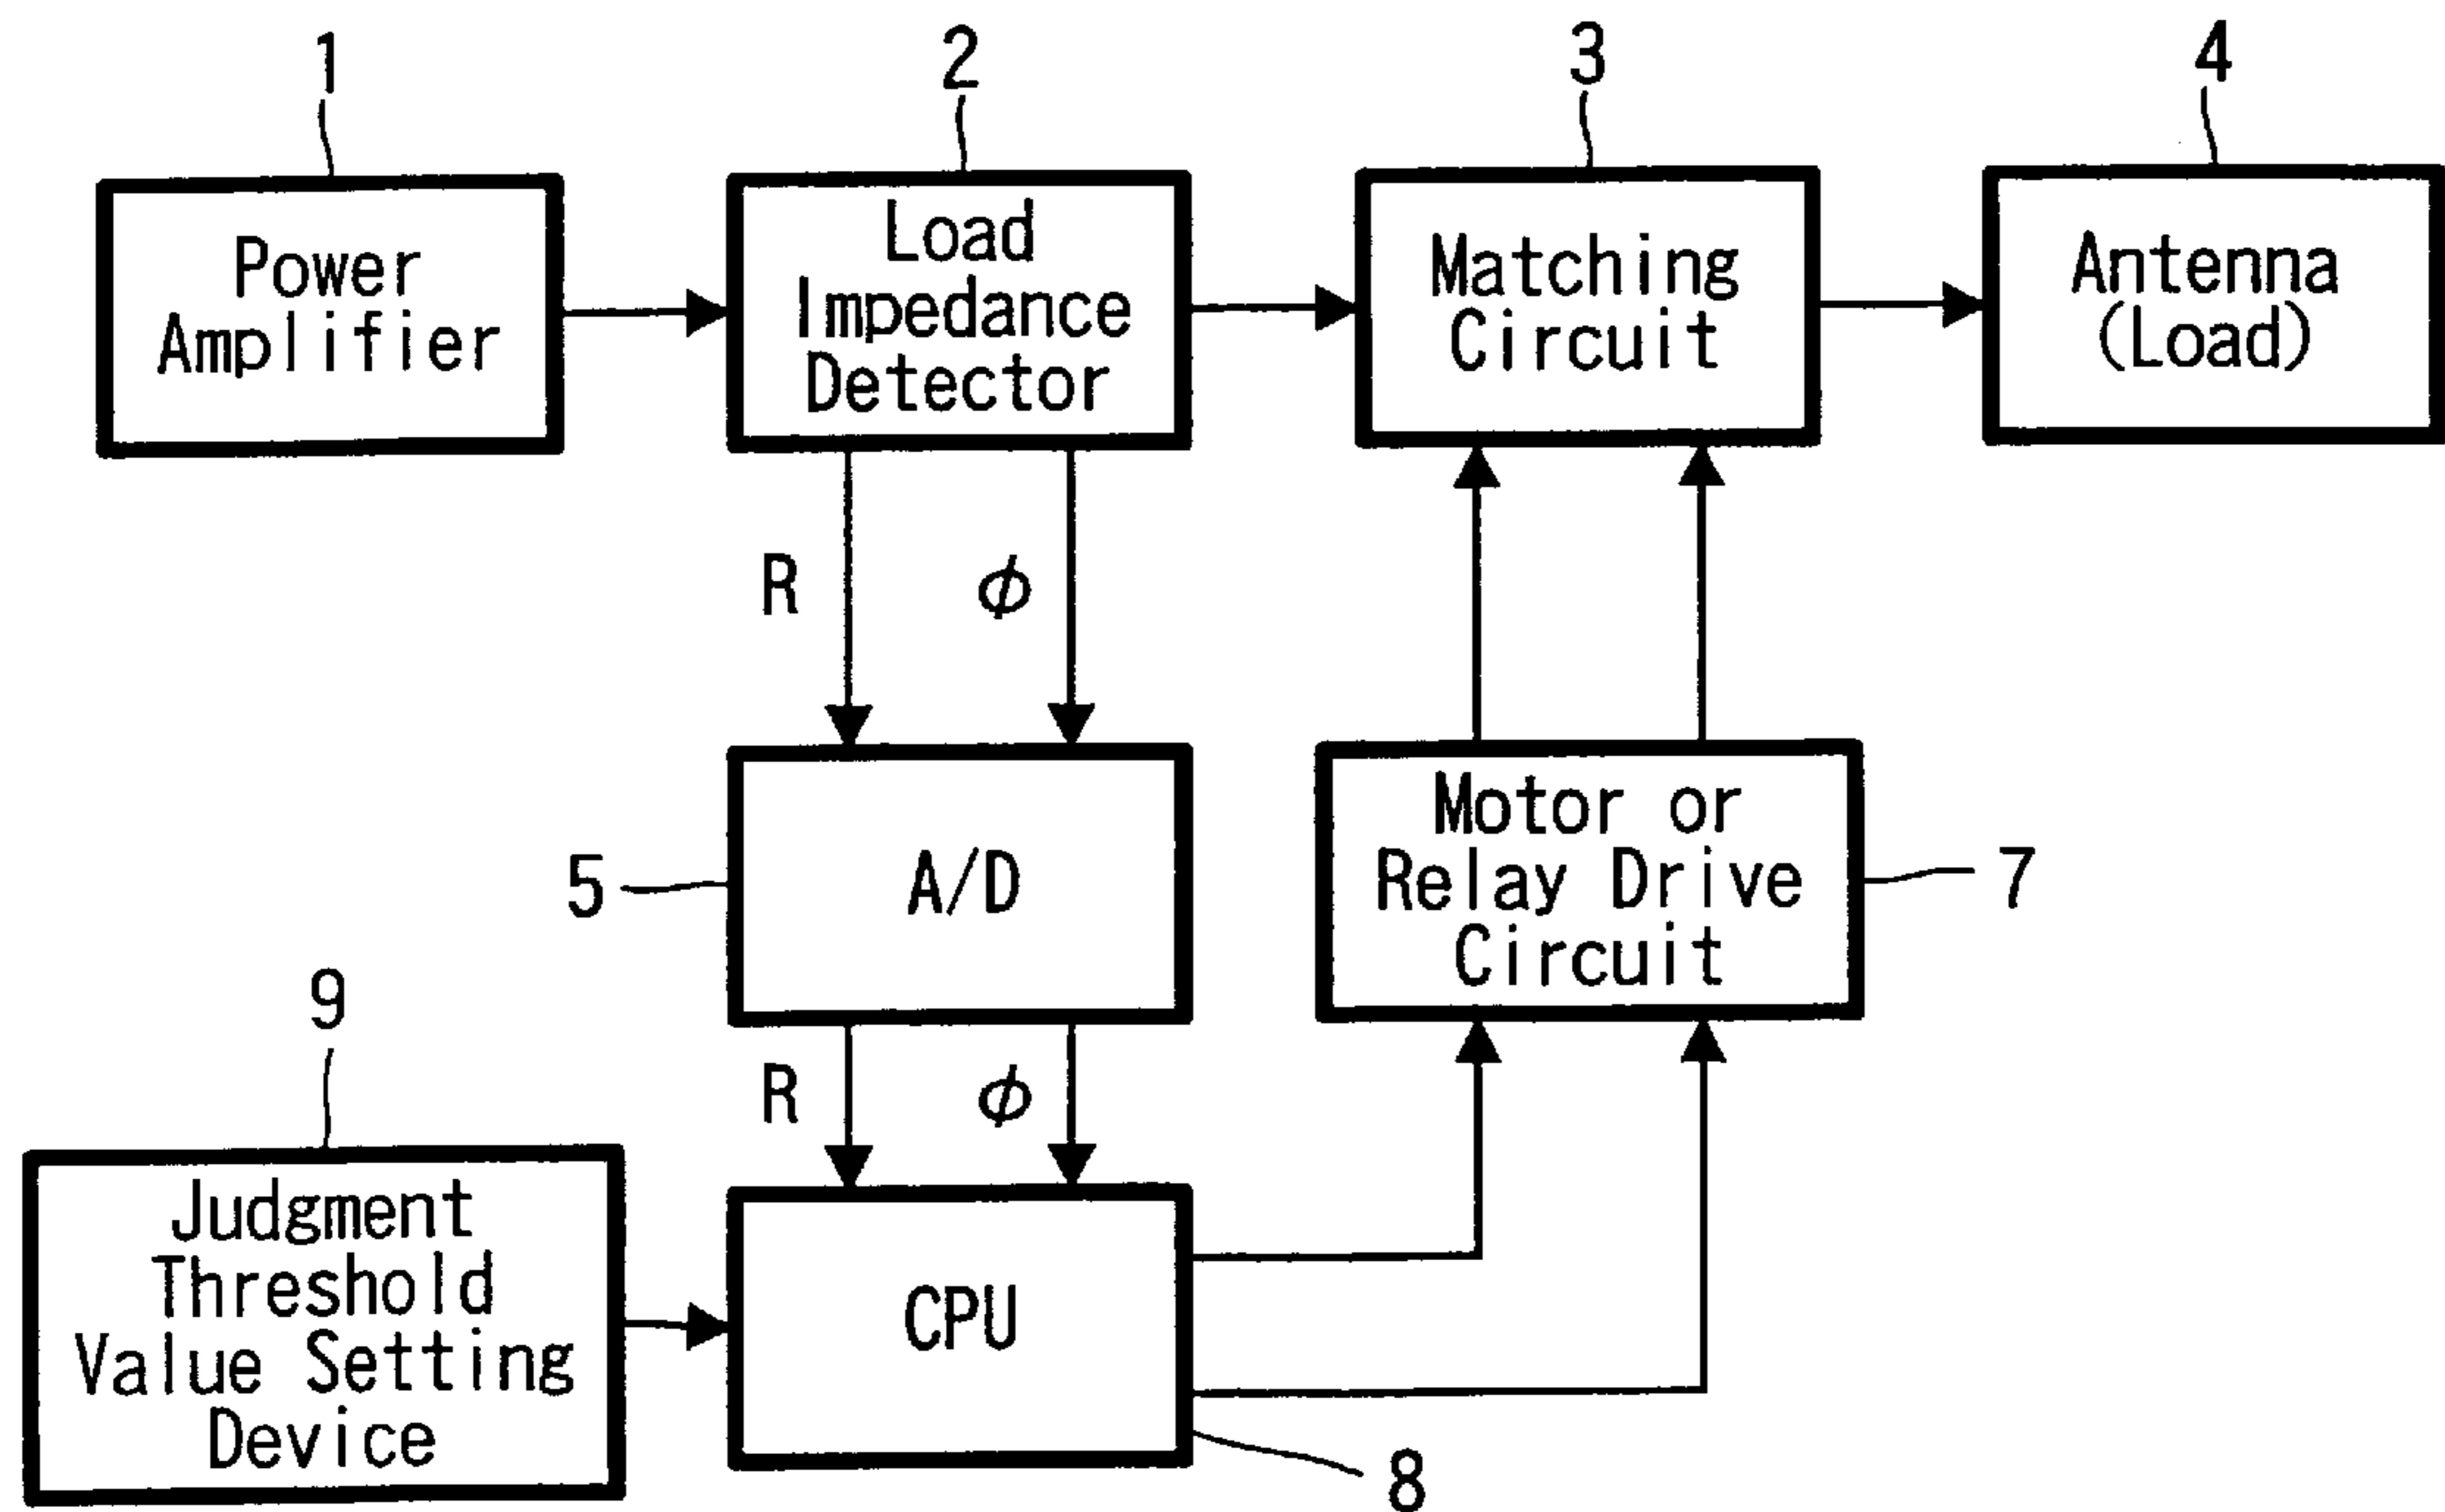 1
2
3
4
Power
Amplifier
Load
Impedance
Detector
Matching
Circuit
Antenna
(Load)
R
φ
5
A/D
Motor or
Relay Drive
Circuit
7
9
R
φ
Judgment
Threshold
Value Setting
Device
CPU
8